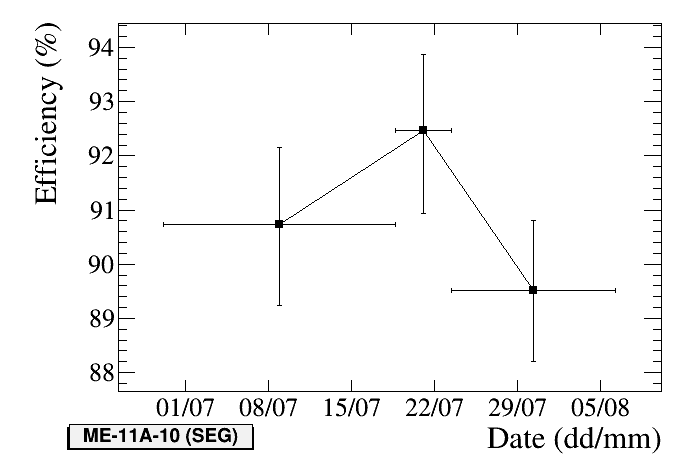 Efficiency (%)
94
93
92
91
90
89
88
01/07 08/07 15/07 22/07 29/07 05/08
ME-11A-10 (SEG)
Date (dd/mm)